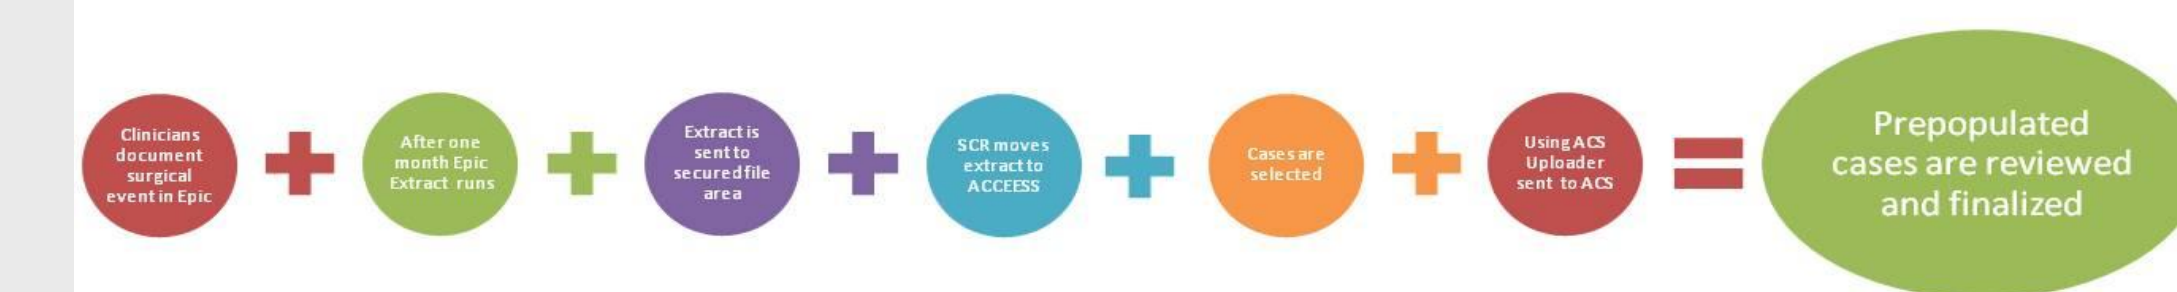 Clinicians
document
surgical
event in Epic
After one
month Epic
Extract runs
Extract is
sent to
secured file
area
SCR moves
extract to
ACCEESS
Cases are
selected
Using ACS
Uploader
sent to ACS
Prepopulated
cases are reviewed
and finalized